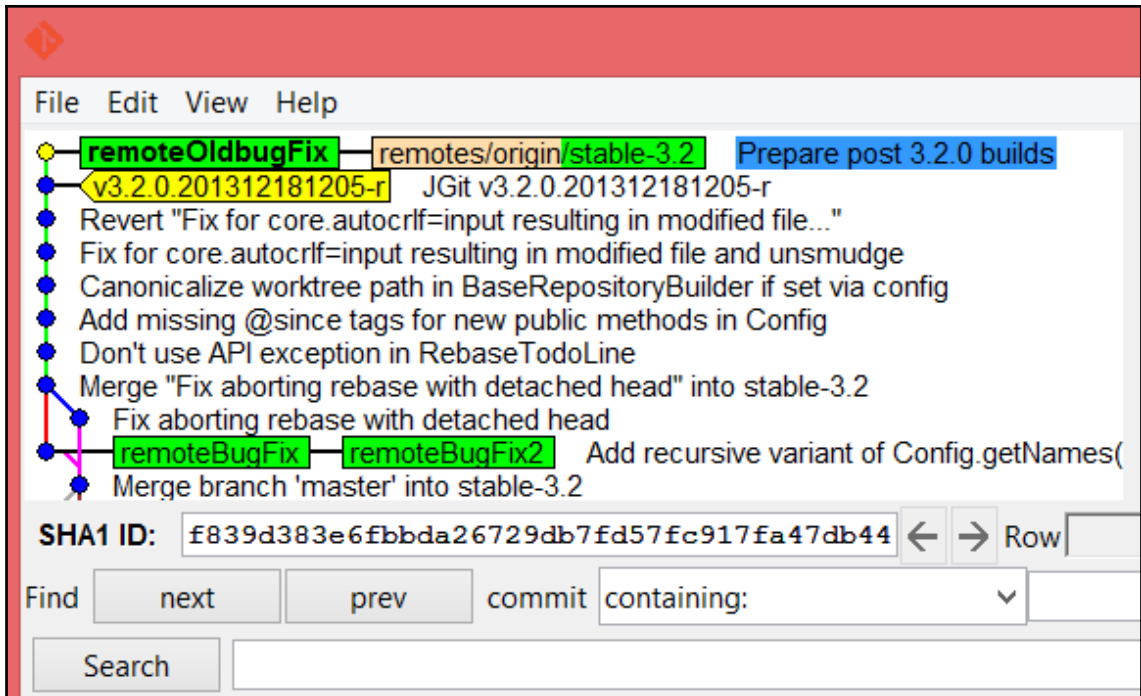 File Edit View Help
remoteOldbugFix remotes/origin/stable-3.2 Prepare post 3.2.0 builds
v3.2.0.201312181205-r JGit v3.2.0.201312181205-r
Revert "Fix for core.autocrlf=input resulting in modified file..."
Fix for core.autocrlf=input resulting in modified file and unsmudge
Canonicalize worktree path in BaseRepositoryBuilder if set via config
Add missing @since tags for new public methods in Config
Don't use API exception in RebaseTodoLine
Merge "Fix aborting rebase with detached head" into stable-3.2
Fix aborting rebase with detached head
remoteBugFix remoteBugFix2 Add recursive variant of Config.getNames(
Merge branch 'master' into stable-3.2
SHA1 ID: f839d383e6fbbda26729db7fd57fc917fa47db44 ← → Row
Find next prev commit containing:
Search